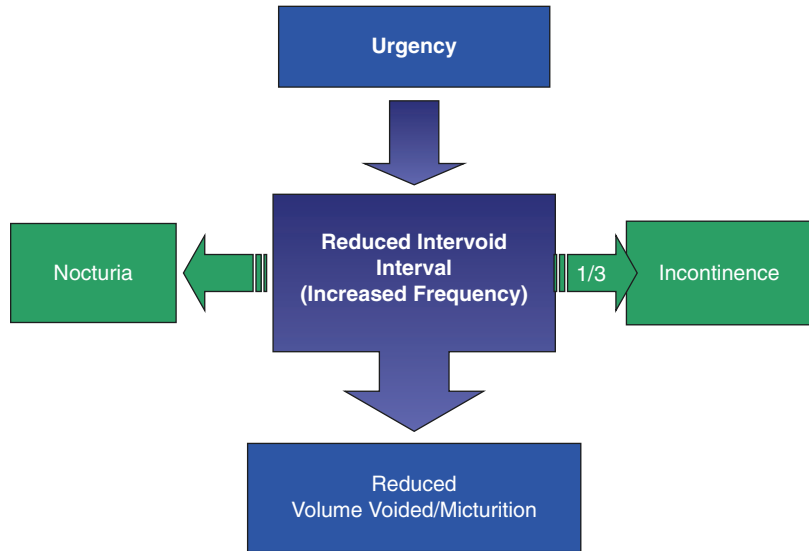 Urgency
Reduced Intervoid
Interval
(Increased Frequency)
Nocturia
1/3
Incontinence
Reduced
Volume Voided/Micturition